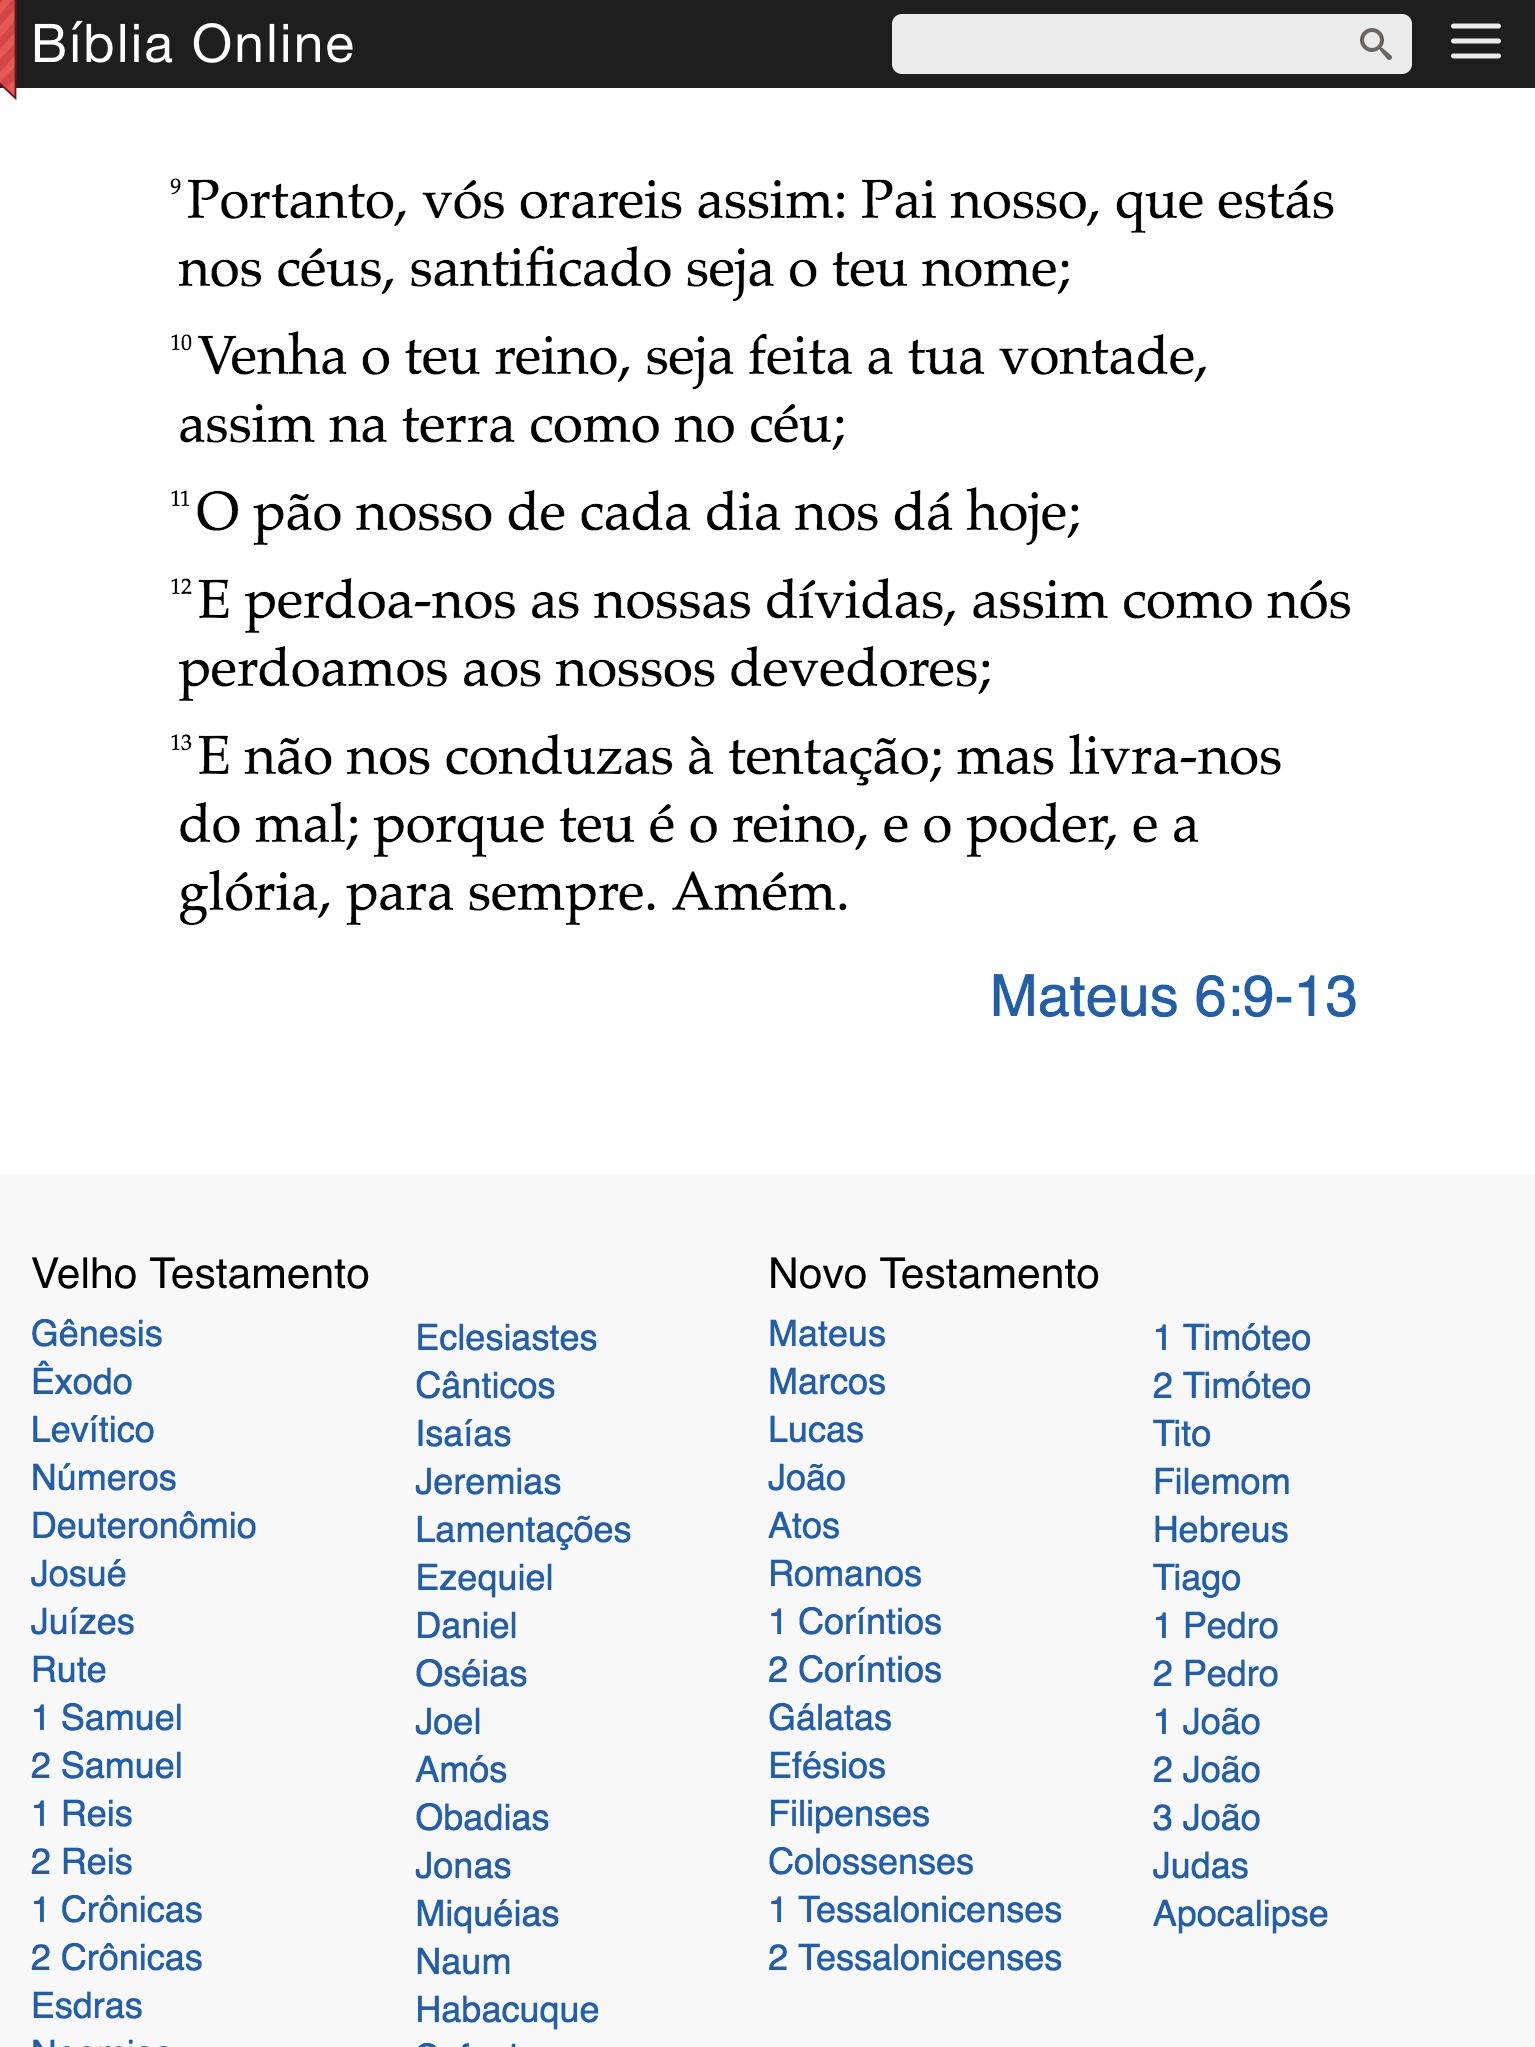 Bíblia Online
9 Portanto, vós orareis assim: Pai nosso, que estás
nos céus, santificado seja o teu nome;
10 Venha o teu reino, seja feita a tua vontade,
assim na terra como no céu;
11 O pão nosso de cada dia nos dá hoje;
12 E perdoa-nos as nossas dívidas, assim como nós
perdoamos aos nossos devedores;
13 E não nos conduzas à tentação; mas livra-nos
do mal; porque teu é o reino, e o poder, e a
glória, para sempre. Amém.
Mateus 6:9-13
Velho Testamento
Gênesis
Êxodo
Levítico
Números
Deuteronômio
Josué
Juízes
Rute
1 Samuel
2 Samuel
1 Reis
2 Reis
1 Crônicas
2 Crônicas
Esdras
Eclesiastes
Cânticos
Isaías
Jeremias
Lamentações
Ezequiel
Daniel
Oséias
Joel
Amós
Obadias
Jonas
Miquéias
Naum
Habacuque
Novo Testamento
Mateus
Marcos
Lucas
João
Atos
Romanos
1 Coríntios
2 Coríntios
Gálatas
Efésios
Filipenses
Colossenses
1 Tessalonicenses
2 Tessalonicenses
1 Timóteo
2 Timóteo
Tito
Filemom
Hebreus
Tiago
1 Pedro
2 Pedro
1 João
2 João
3 João
Judas
Apocalipse